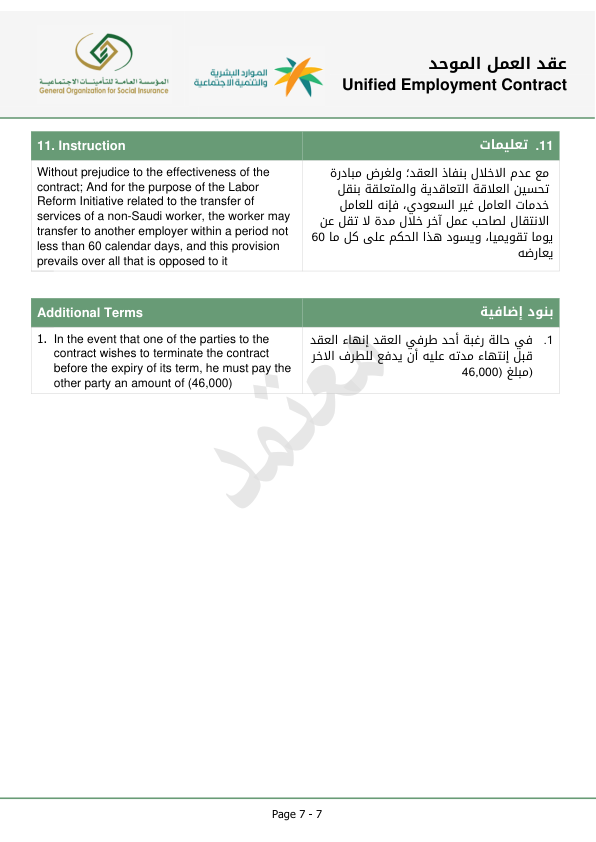 المؤسسة العامة للتأمينات الاجتماعية
General Organization for Social Insurance
الموارد البشرية
والتنمية الاجتماعية
عقد العمل الموحد
Unified Employment Contract
11. Instruction
11. تعليمات
Without prejudice to the effectiveness of the
contract; And for the purpose of the Labor
Reform Initiative related to the transfer of
services of a non-Saudi worker, the worker may
transfer to another employer within a period not
less than 60 calendar days, and this provision
prevails over all that is opposed to it
مع عدم الاخلال بنفاذ العقد؛ ولغرض مبادرة
تحسين العلاقة التعاقدية والمتعلقة بنقل
خدمات العامل غير السعودي، فإنه للعامل
الانتقال لصاحب عمل آخر خلال مدة لا تقل عن
يوما تقويميا، ويسود هذا الحكم على كل ما 60
يعارضه
Additional Terms
بنود إضافية
1. In the event that one of the parties to the
contract wishes to terminate the contract
before the expiry of its term, he must pay the
other party an amount of (46,000)
1. في حالة رغبة أحد طرفي العقد إنهاء العقد
قبل إنتهاء مدته عليه أن يدفع للطرف الاخر
(مبلغ (46,000
معتمد
Page 7 - 7